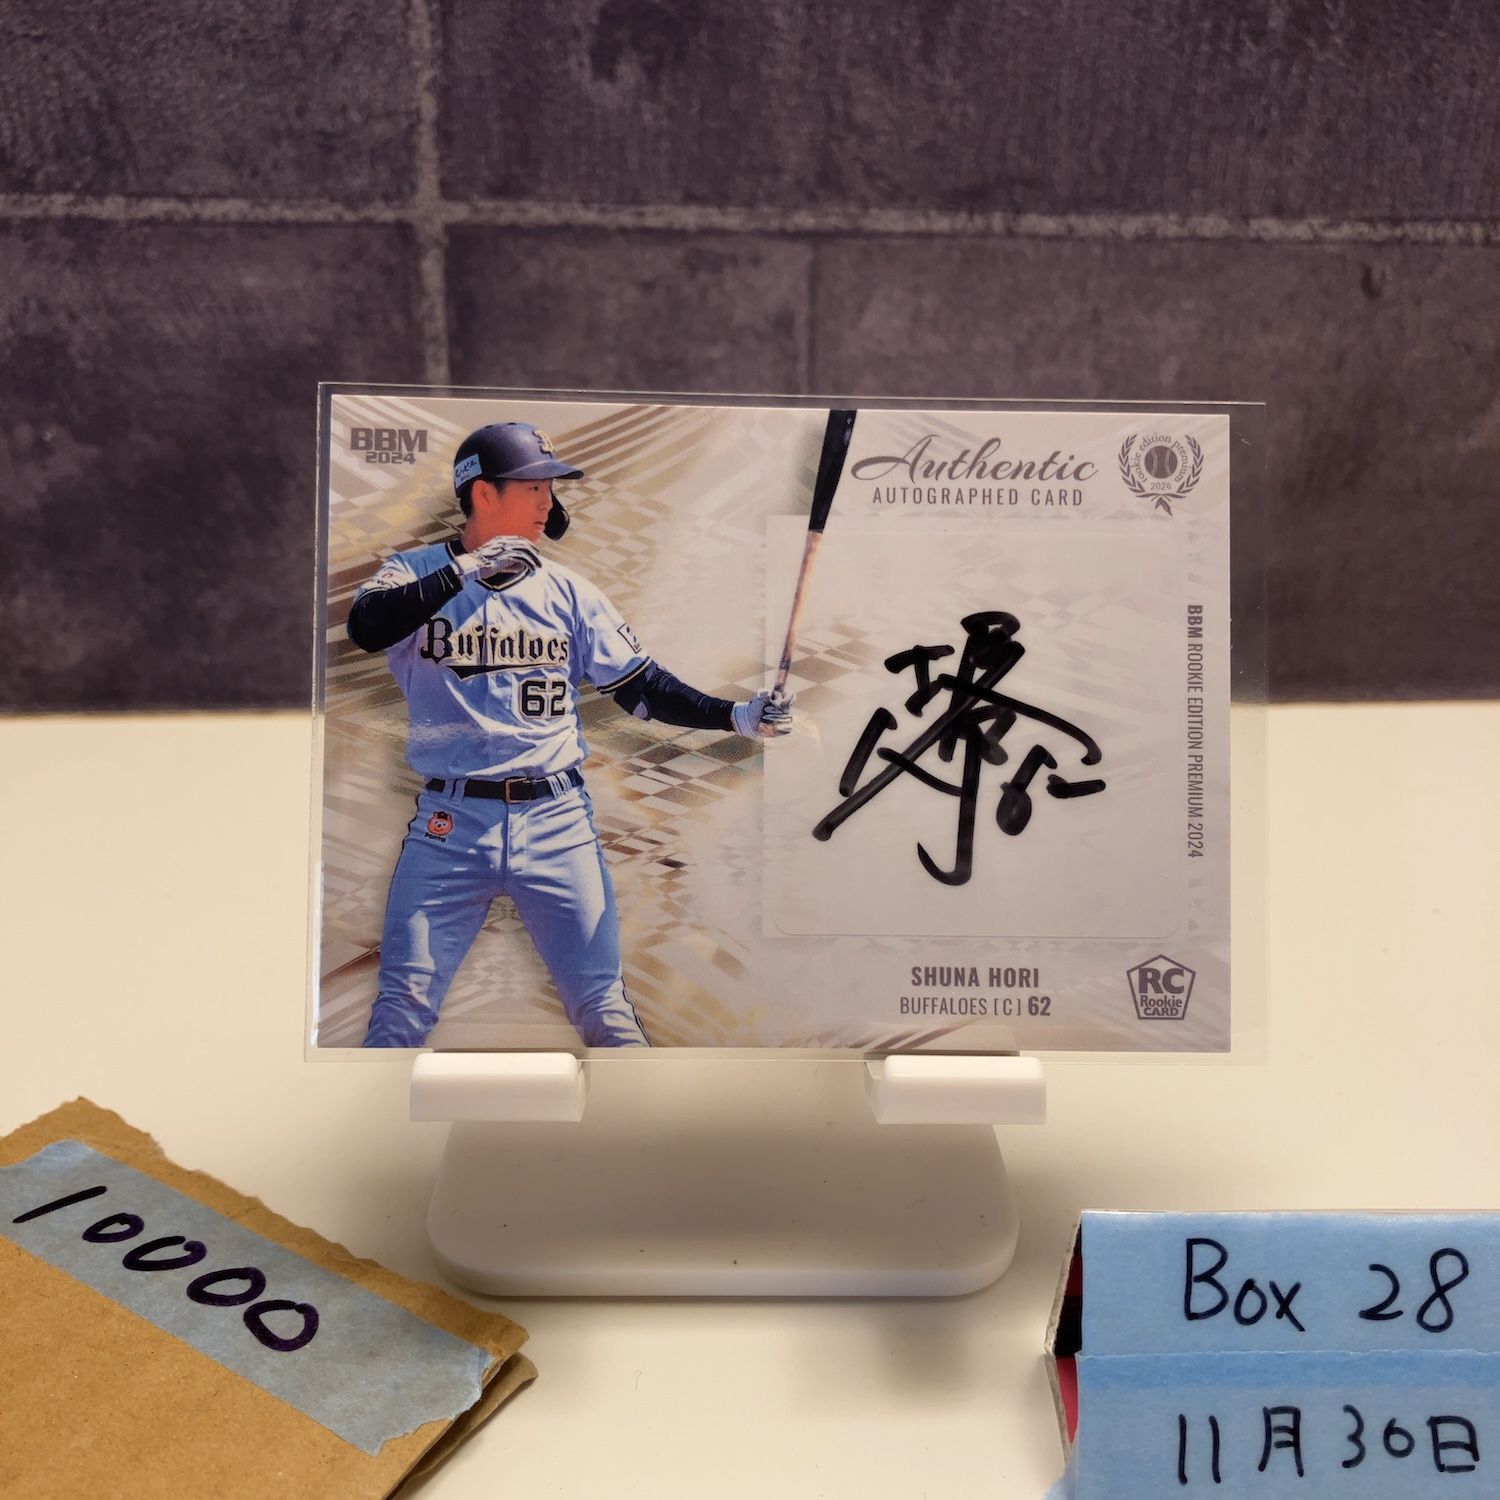 BBM
2024
Authentic
AUTOGRAPHED CARD
rookie edition premium
2024
Buffaloes
62
BBM ROOKIE EDITION PREMIUM 2024
SHUNA HORI
BUFFALOES [C] 62
RC
Rookie
CARD
10000
Box 28
11月30日